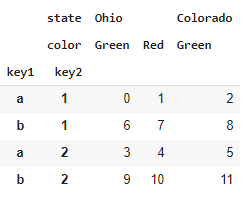 state Ohio Colorado
color Green Red Green
key1 key2
a 1 0 1 2
b 1 6 7 8
a 2 3 4 5
b 2 9 10 11